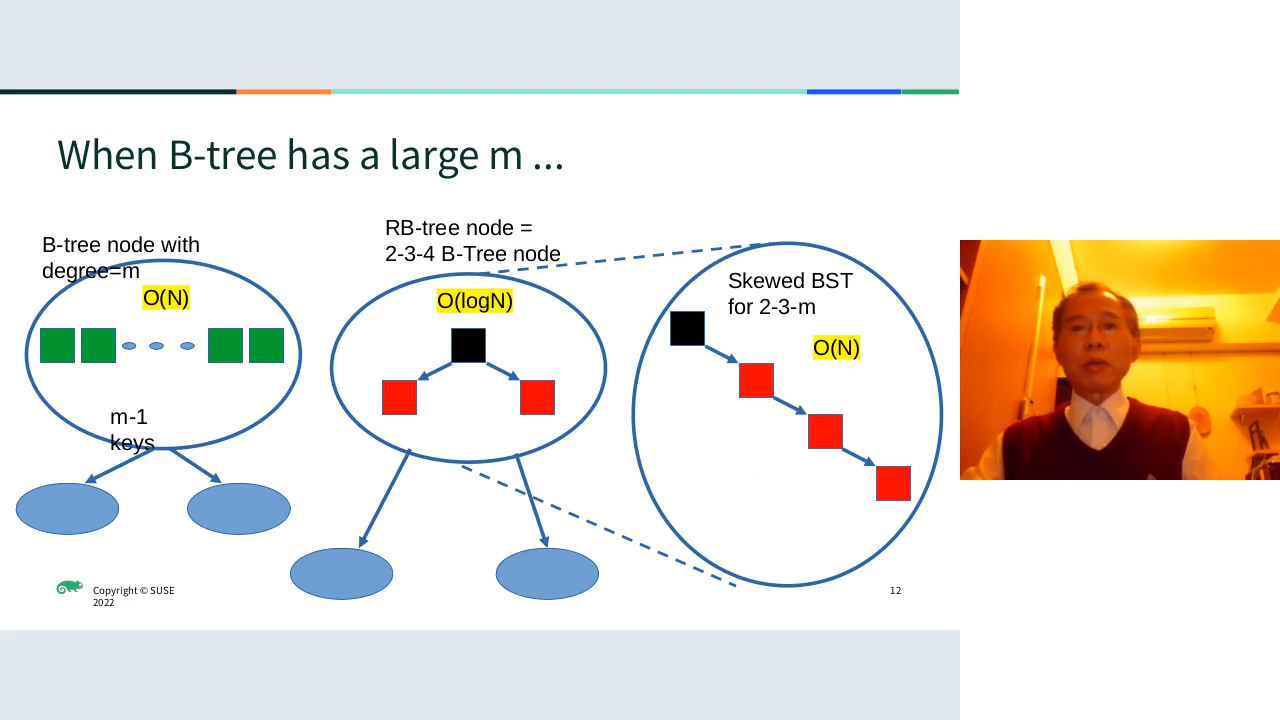 When B-tree has a large m ...
B-tree node with
degree=m
O(N)
m-1
keys
RB-tree node =
2-3-4 B-Tree node
O(logN)
Skewed BST
for 2-3-m
O(N)
Copyright © SUSE
2022
12